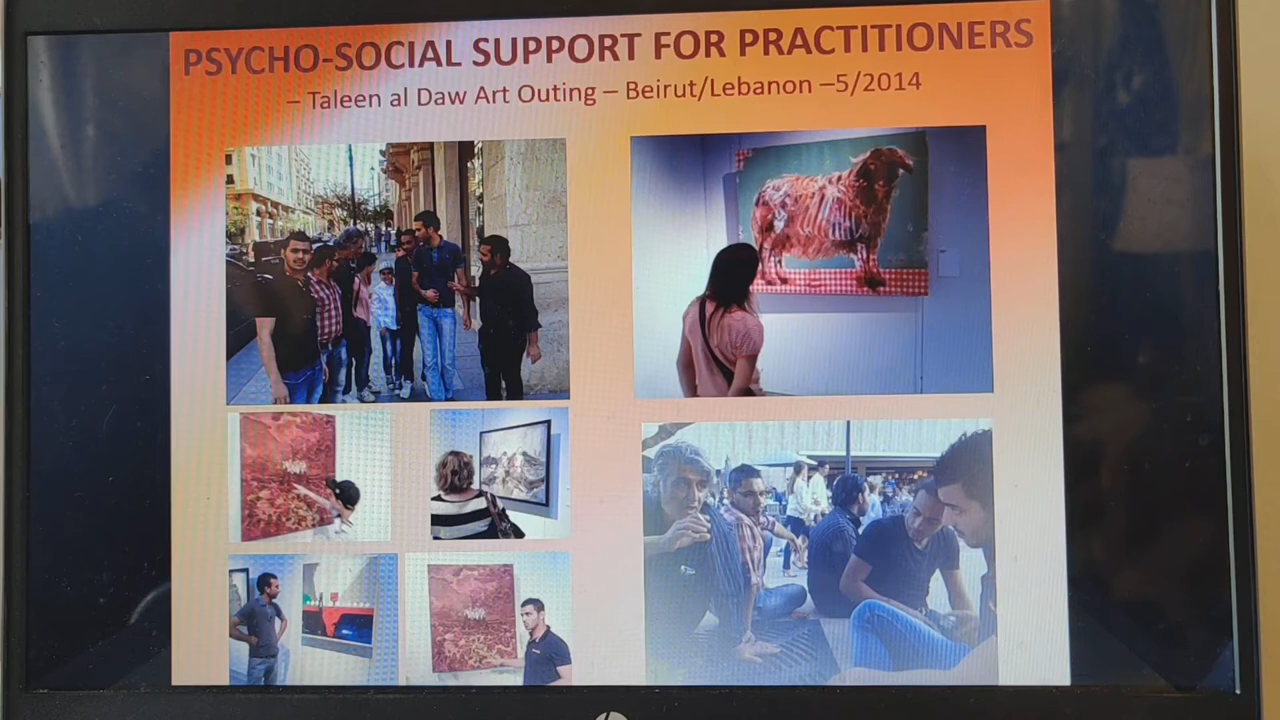 PSYCHO-SOCIAL SUPPORT FOR PRACTITIONERS
– Taleen al Daw Art Outing – Beirut/Lebanon –5/2014